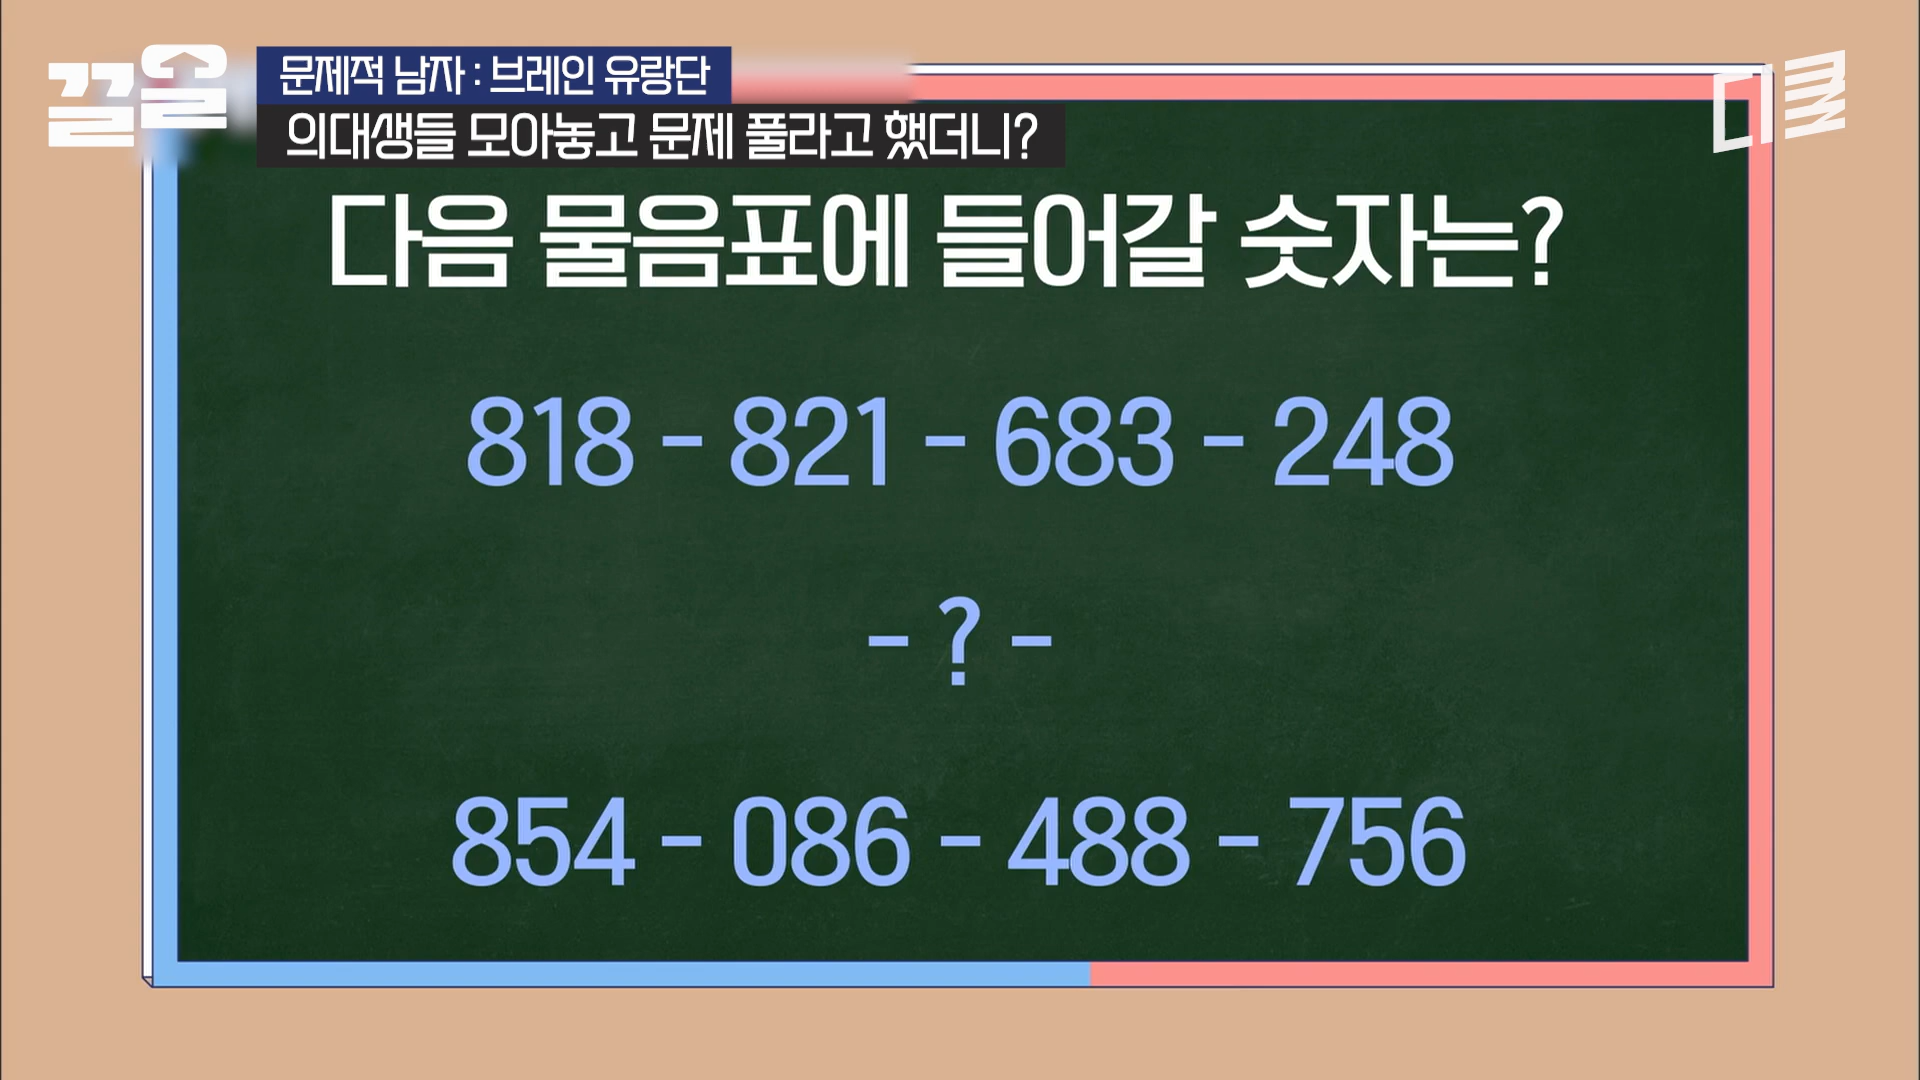 끌올
문제적 남자 : 브레인 유랑단
의대생들 모아놓고 문제 풀라고 했더니?
디글
다음 물음표에 들어갈 숫자는?
818 - 821 - 683 - 248
- ? -
854 - 086 - 488 - 756